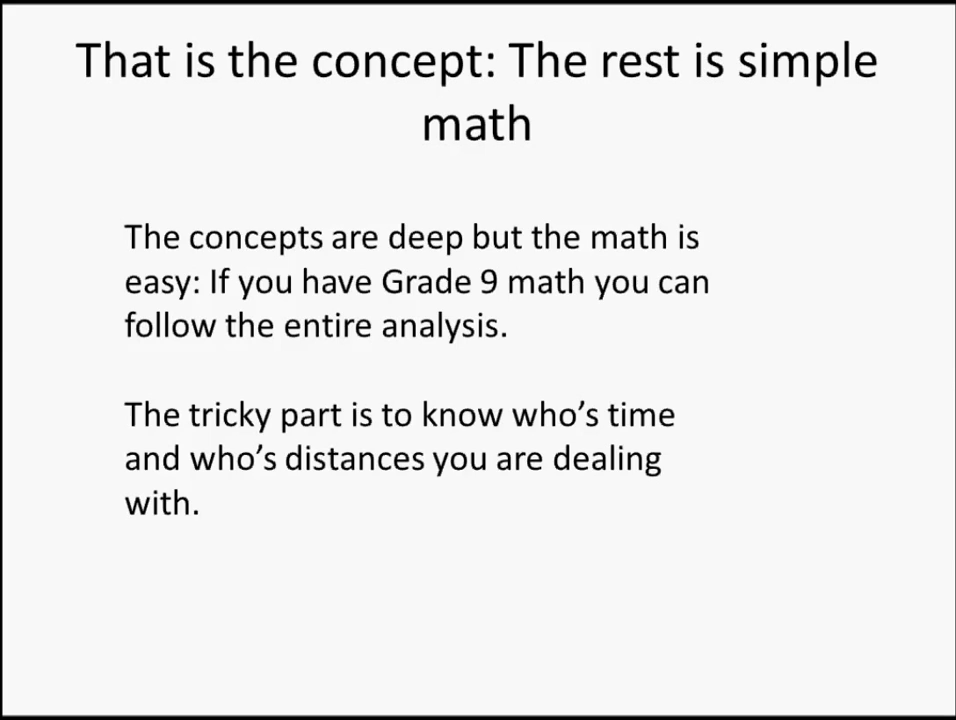 That is the concept: The rest is simple
math
The concepts are deep but the math is
easy: If you have Grade 9 math you can
follow the entire analysis.
The tricky part is to know who’s time
and who’s distances you are dealing
with.